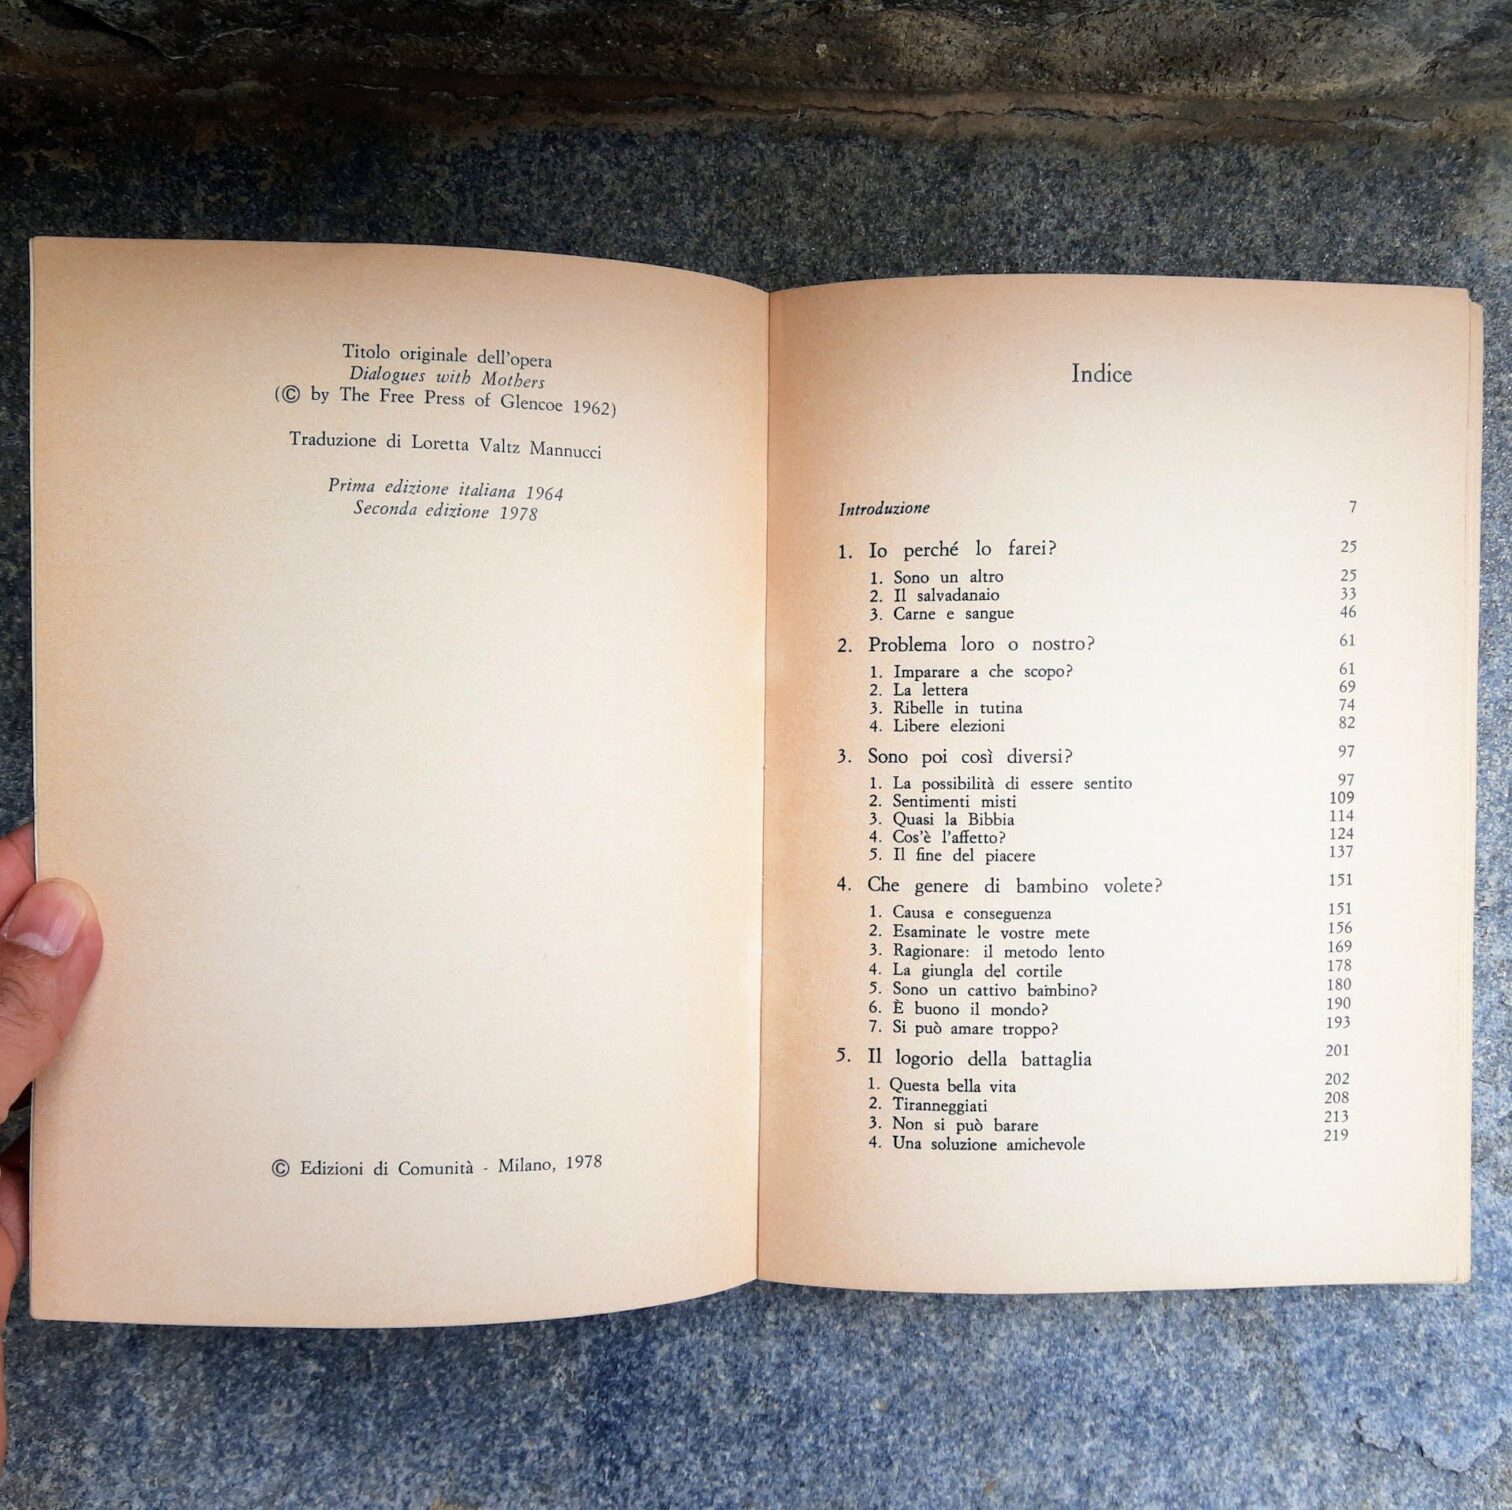 Titolo originale dell'opera
Dialogues with Mothers
(© by The Free Press of Glencoe 1962)
Traduzione di Loretta Valtz Mannucci
Prima edizione italiana 1964
Seconda edizione 1978
© Edizioni di Comunità - Milano, 1978
Indice
Introduzione 7
1. Io perché lo farei? 25
1. Sono un altro 25
2. Il salvadanaio 33
3. Carne e sangue 46
2. Problema loro o nostro? 61
1. Imparare a che scopo? 61
2. La lettera 69
3. Ribelle in tutina 74
4. Libere elezioni 82
3. Sono poi così diversi? 97
1. La possibilità di essere sentito 97
2. Sentimenti misti 109
3. Quasi la Bibbia 114
4. Cos'è l'affetto? 124
5. Il fine del piacere 137
4. Che genere di bambino volete? 151
1. Causa e conseguenza 151
2. Esaminate le vostre mete 156
3. Ragionare: il metodo lento 169
4. La giungla del cortile 178
5. Sono un cattivo bambino? 180
6. È buono il mondo? 190
7. Si può amare troppo? 193
5. Il logorio della battaglia 201
1. Questa bella vita 202
2. Tiranneggiati 208
3. Non si può barare 213
4. Una soluzione amichevole 219